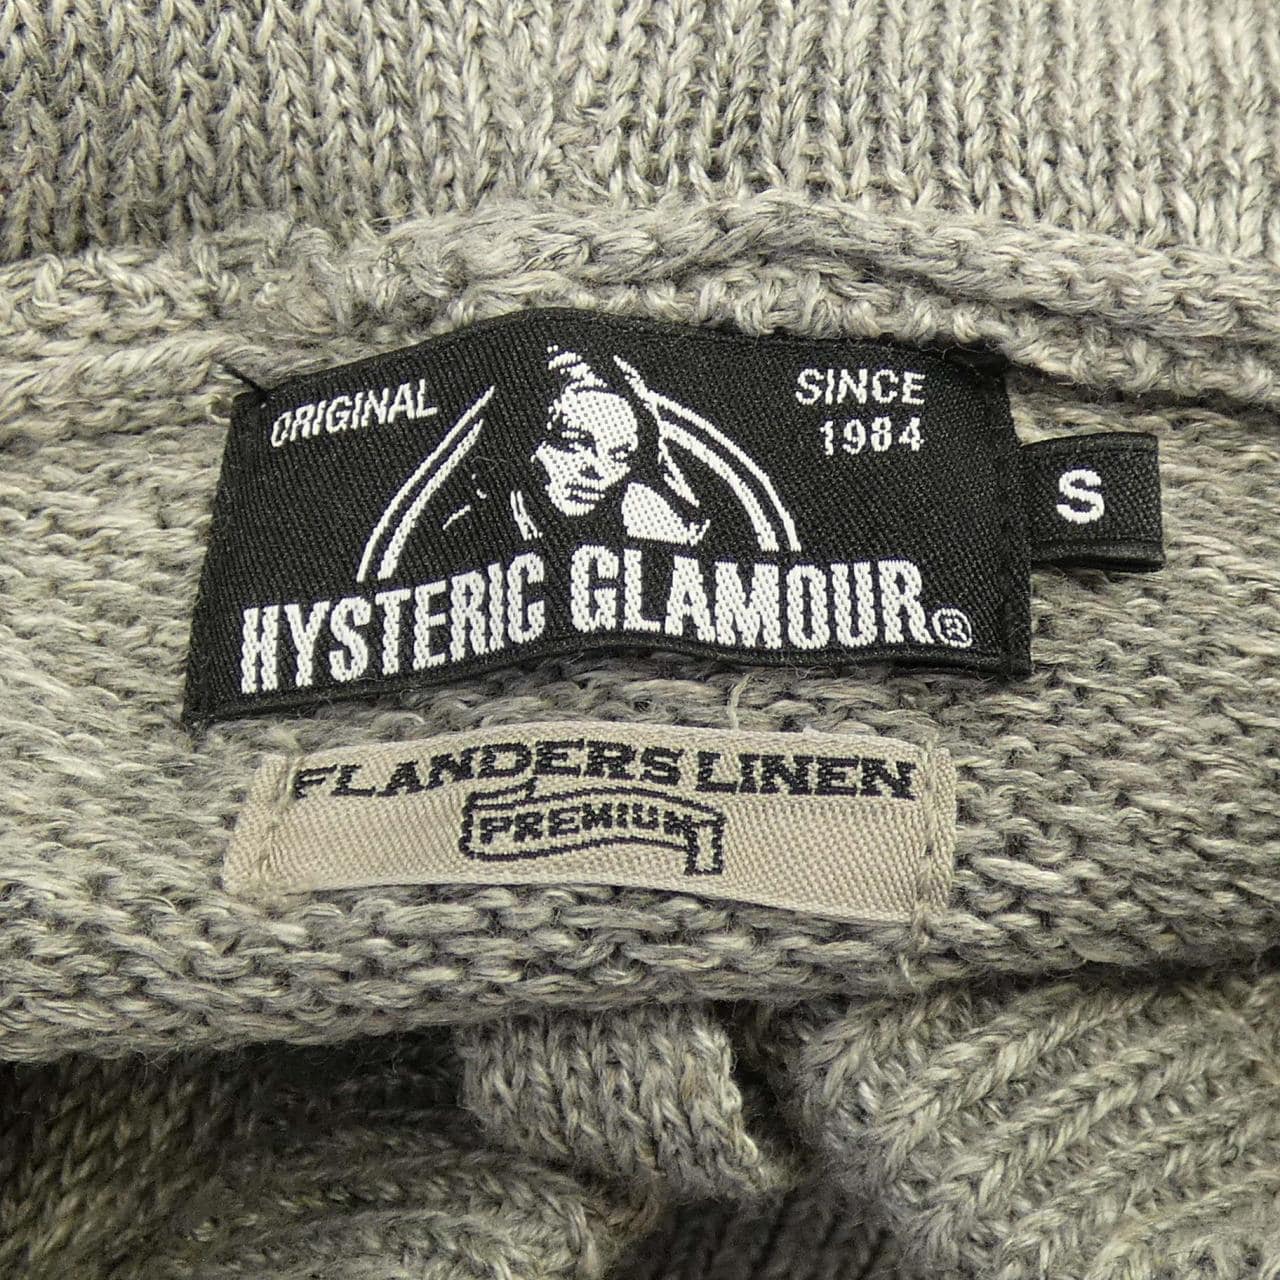 ORIGINAL
SINCE
1984
HYSTERIC GLAMOUR®
S
FLANDERS LINEN
PREMIUM